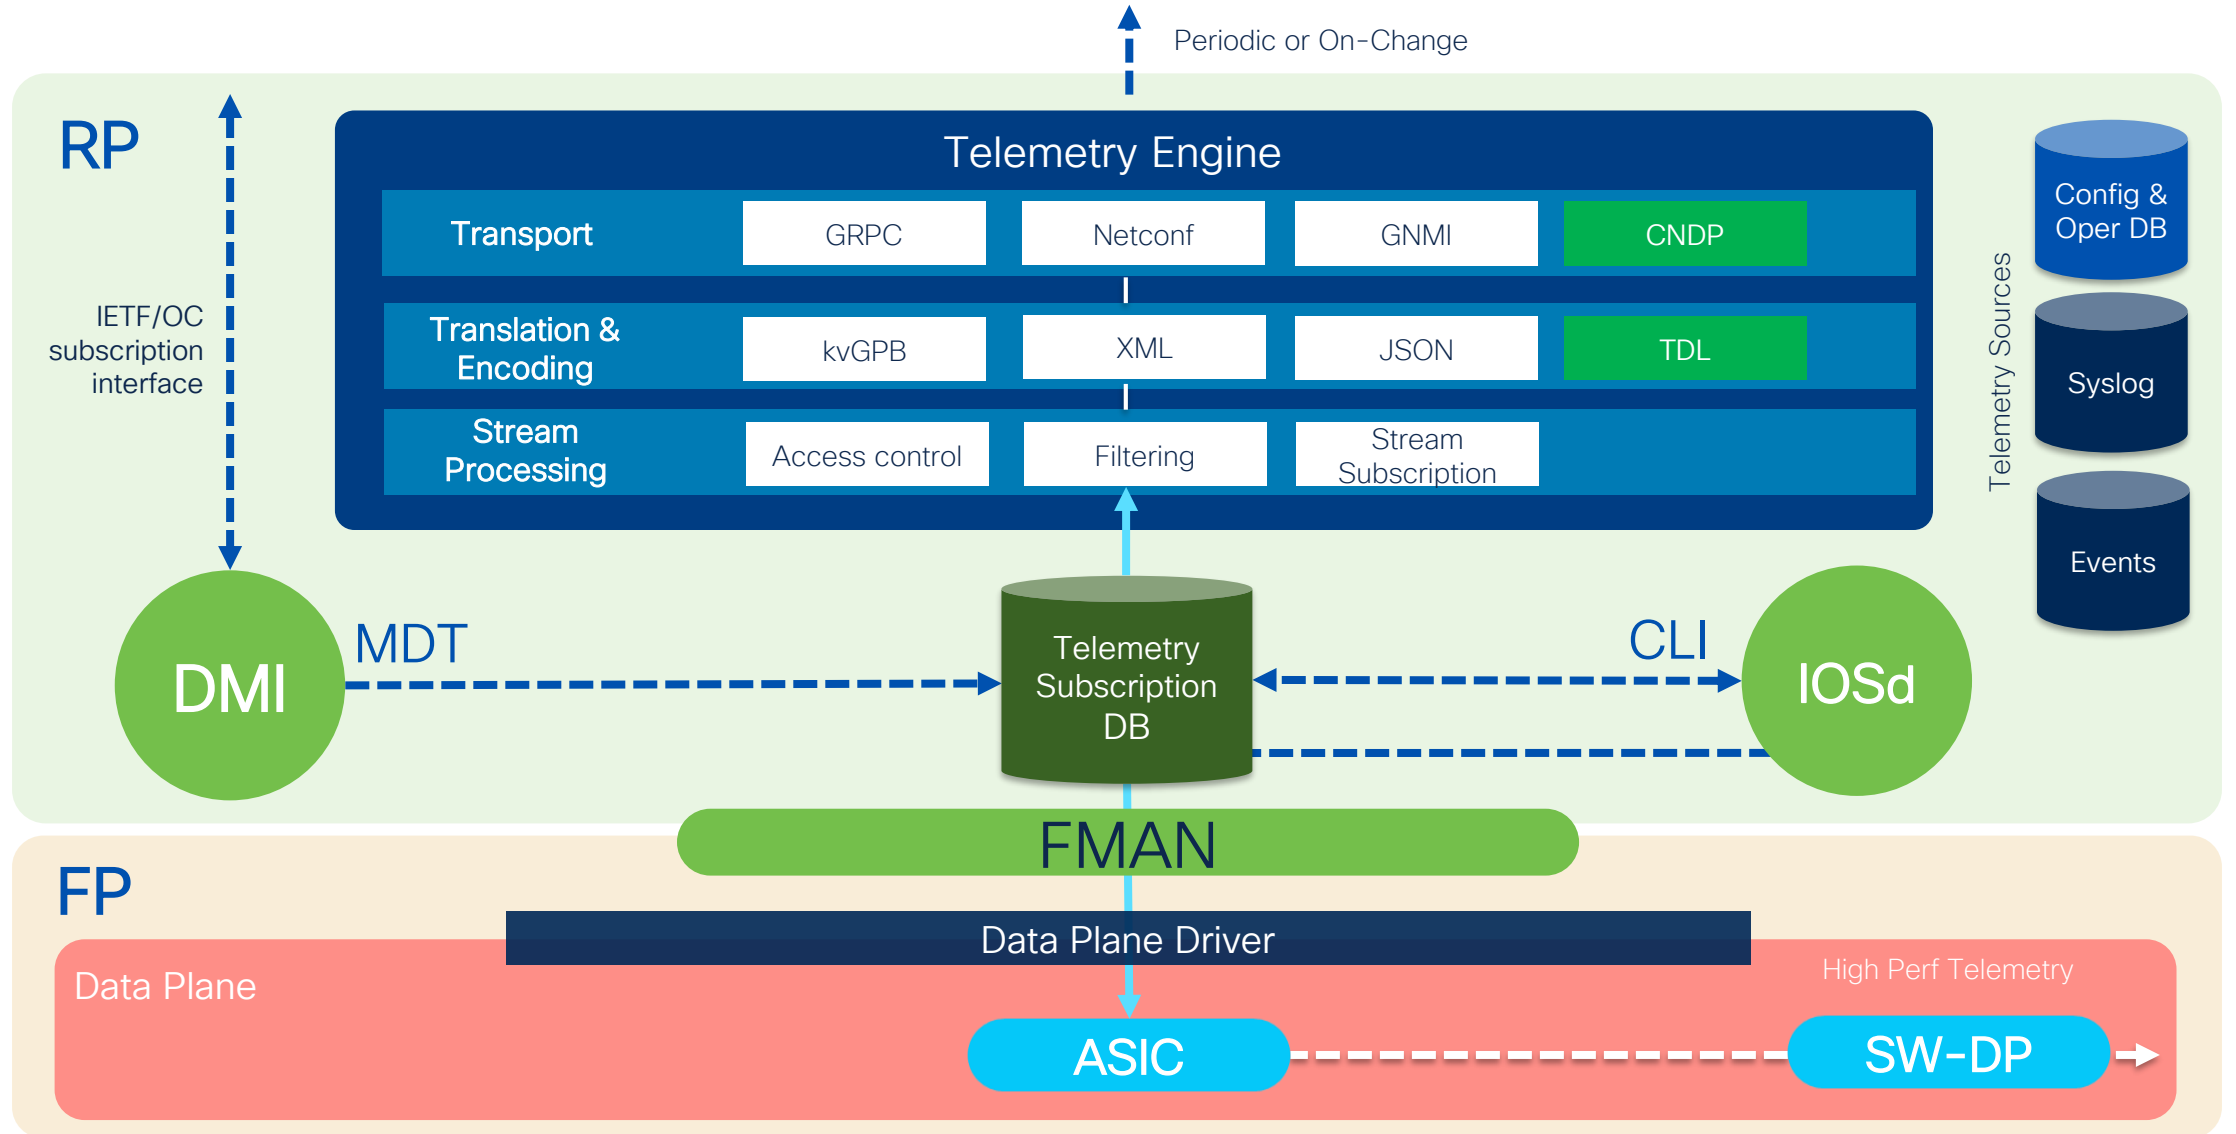 Periodic or On-Change
RP
Telemetry Engine
Transport
GRPC
Netconf
GNMI
CNDP
Translation &
Encoding
kvGPB
XML
JSON
TDL
Stream
Processing
Access control
Filtering
Stream
Subscription
IETF/OC
subscription
interface
Telemetry Sources
Config &
Oper DB
Syslog
Events
DMI
MDT
Telemetry
Subscription
DB
CLI
IOSd
FMAN
FP
Data Plane Driver
Data Plane
High Perf Telemetry
ASIC
SW-DP